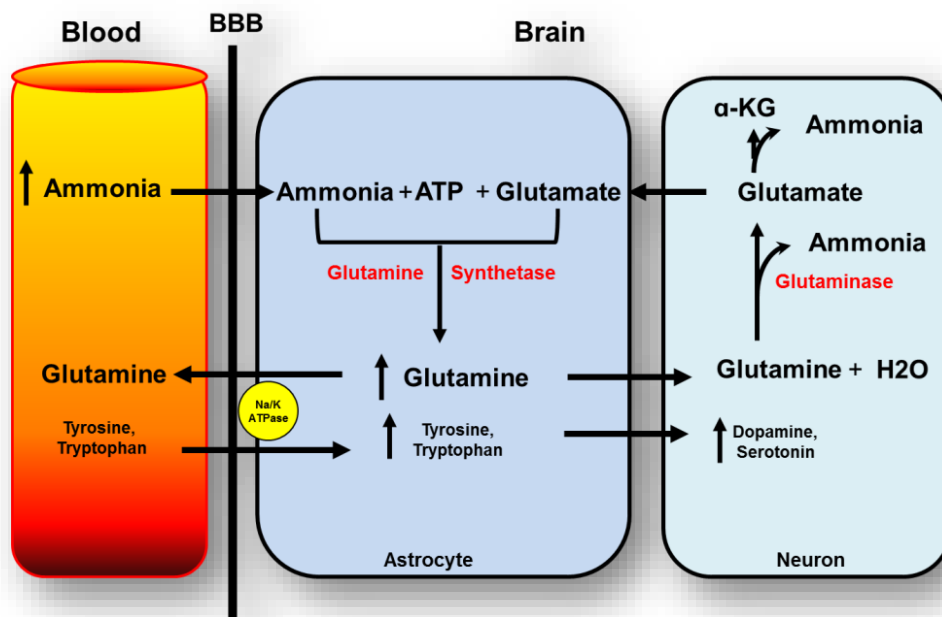 Blood
BBB
Brain
Ammonia
Glutamine
Tyrosine,
Tryptophan
Na/K
ATPase
Ammonia + ATP + Glutamate
Glutamine Synthetase
Glutamine
Tyrosine,
Tryptophan
Astrocyte
α-KG
Ammonia
Glutamate
Ammonia
Glutaminase
Glutamine + H2O
Dopamine,
Serotonin
Neuron